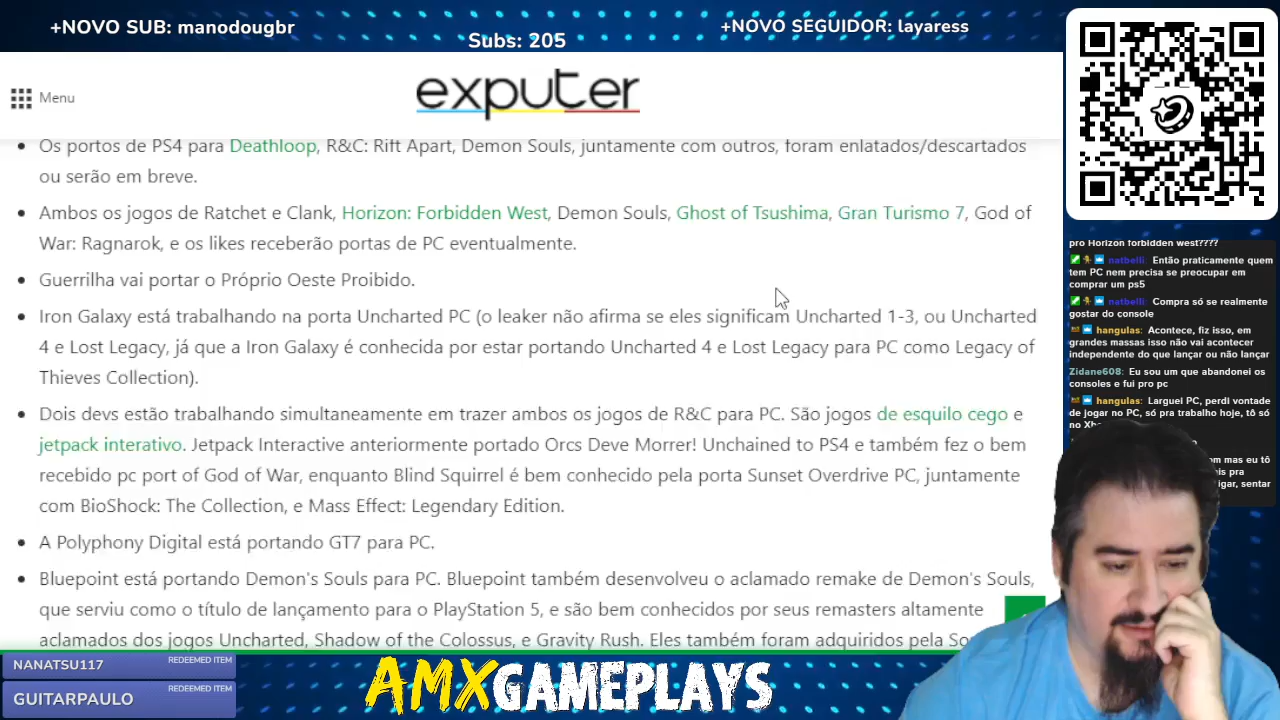 +NOVO SUB: manodougbr
Subs: 205
+NOVO SEGUIDOR: layaress
Menu
exputer
Os portos de PS4 para Deathloop, R&C: Rift Apart, Demon Souls, juntamente com outros, foram enlatados/descartados
ou serão em breve.
Ambos os jogos de Ratchet e Clank, Horizon: Forbidden West, Demon Souls, Ghost of Tsushima, Gran Turismo 7, God of
War: Ragnarok, e os likes receberão portas de PC eventualmente.
Guerrilha vai portar o Próprio Oeste Proibido.
Iron Galaxy está trabalhando na porta Uncharted PC (o leaker não afirma se eles significam Uncharted 1-3, ou Uncharted
4 e Lost Legacy, já que a Iron Galaxy é conhecida por estar portando Uncharted 4 e Lost Legacy para PC como Legacy of
Thieves Collection).
Dois devs estão trabalhando simultaneamente em trazer ambos os jogos de R&C para PC. São jogos de esquilo cego e
jetpack interativo. Jetpack Interactive anteriormente portado Orcs Deve Morrer! Unchained to PS4 e também fez o bem
recebido pc port of God of War, enquanto Blind Squirrel é bem conhecido pela porta Sunset Overdrive PC, juntamente
com BioShock: The Collection, e Mass Effect: Legendary Edition.
A Polyphony Digital está portando GT7 para PC.
Bluepoint está portando Demon's Souls para PC. Bluepoint também desenvolveu o aclamado remake de Demon's Souls,
que serviu como o título de lançamento para o PlayStation 5, e são bem conhecidos por seus remasters altamente
aclamados dos jogos Uncharted, Shadow of the Colossus, e Gravity Rush. Eles também foram adquiridos pela
pro Horizon forbidden west????
natbelli: Então praticamente quem
tem PC nem precisa se preocupar em
comprar um ps5
natbelli: Compra só se realmente
gostar do console
hangulas: Acontece, fiz isso, em
grandes massas isso não vai acontecer
independente do que lançar ou não lançar
Zidane608: Eu sou um que abandonei os
consoles e fui pro pc
hangulas: Larguei PC, perdi vontade
de jogar no PC, só pra trabalho hoje, tô só
no
mas eu tô
pra
sentar
NANATSU117
REDEEMED ITEM
GUITARPAULO
REDEEMED ITEM
AMXGAMEPLAYS